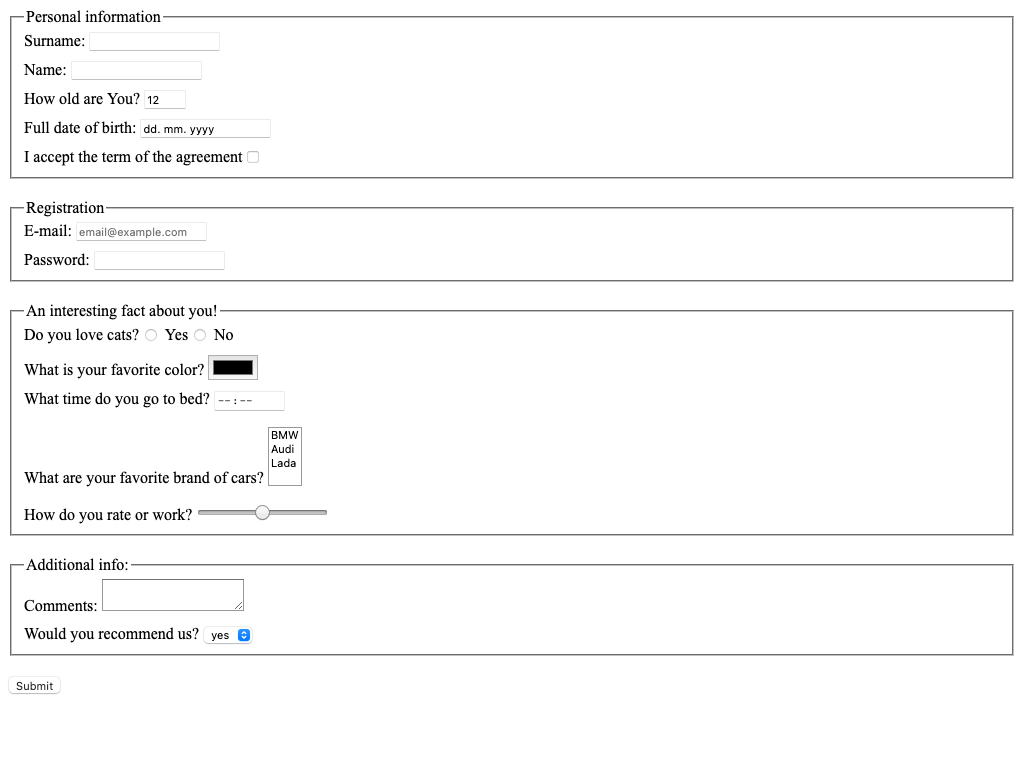 Personal information
Surname:
Name:
How old are You? 12
Full date of birth: dd. mm. yyyy
I accept the term of the agreement
Registration
E-mail: email@example.com
Password:
An interesting fact about you!
Do you love cats? Yes No
What is your favorite color?
What time do you go to bed? --:--
BMW
Audi
Lada
What are your favorite brand of cars?
How do you rate or work?
Additional info:
Comments:
Would you recommend us? yes
Submit